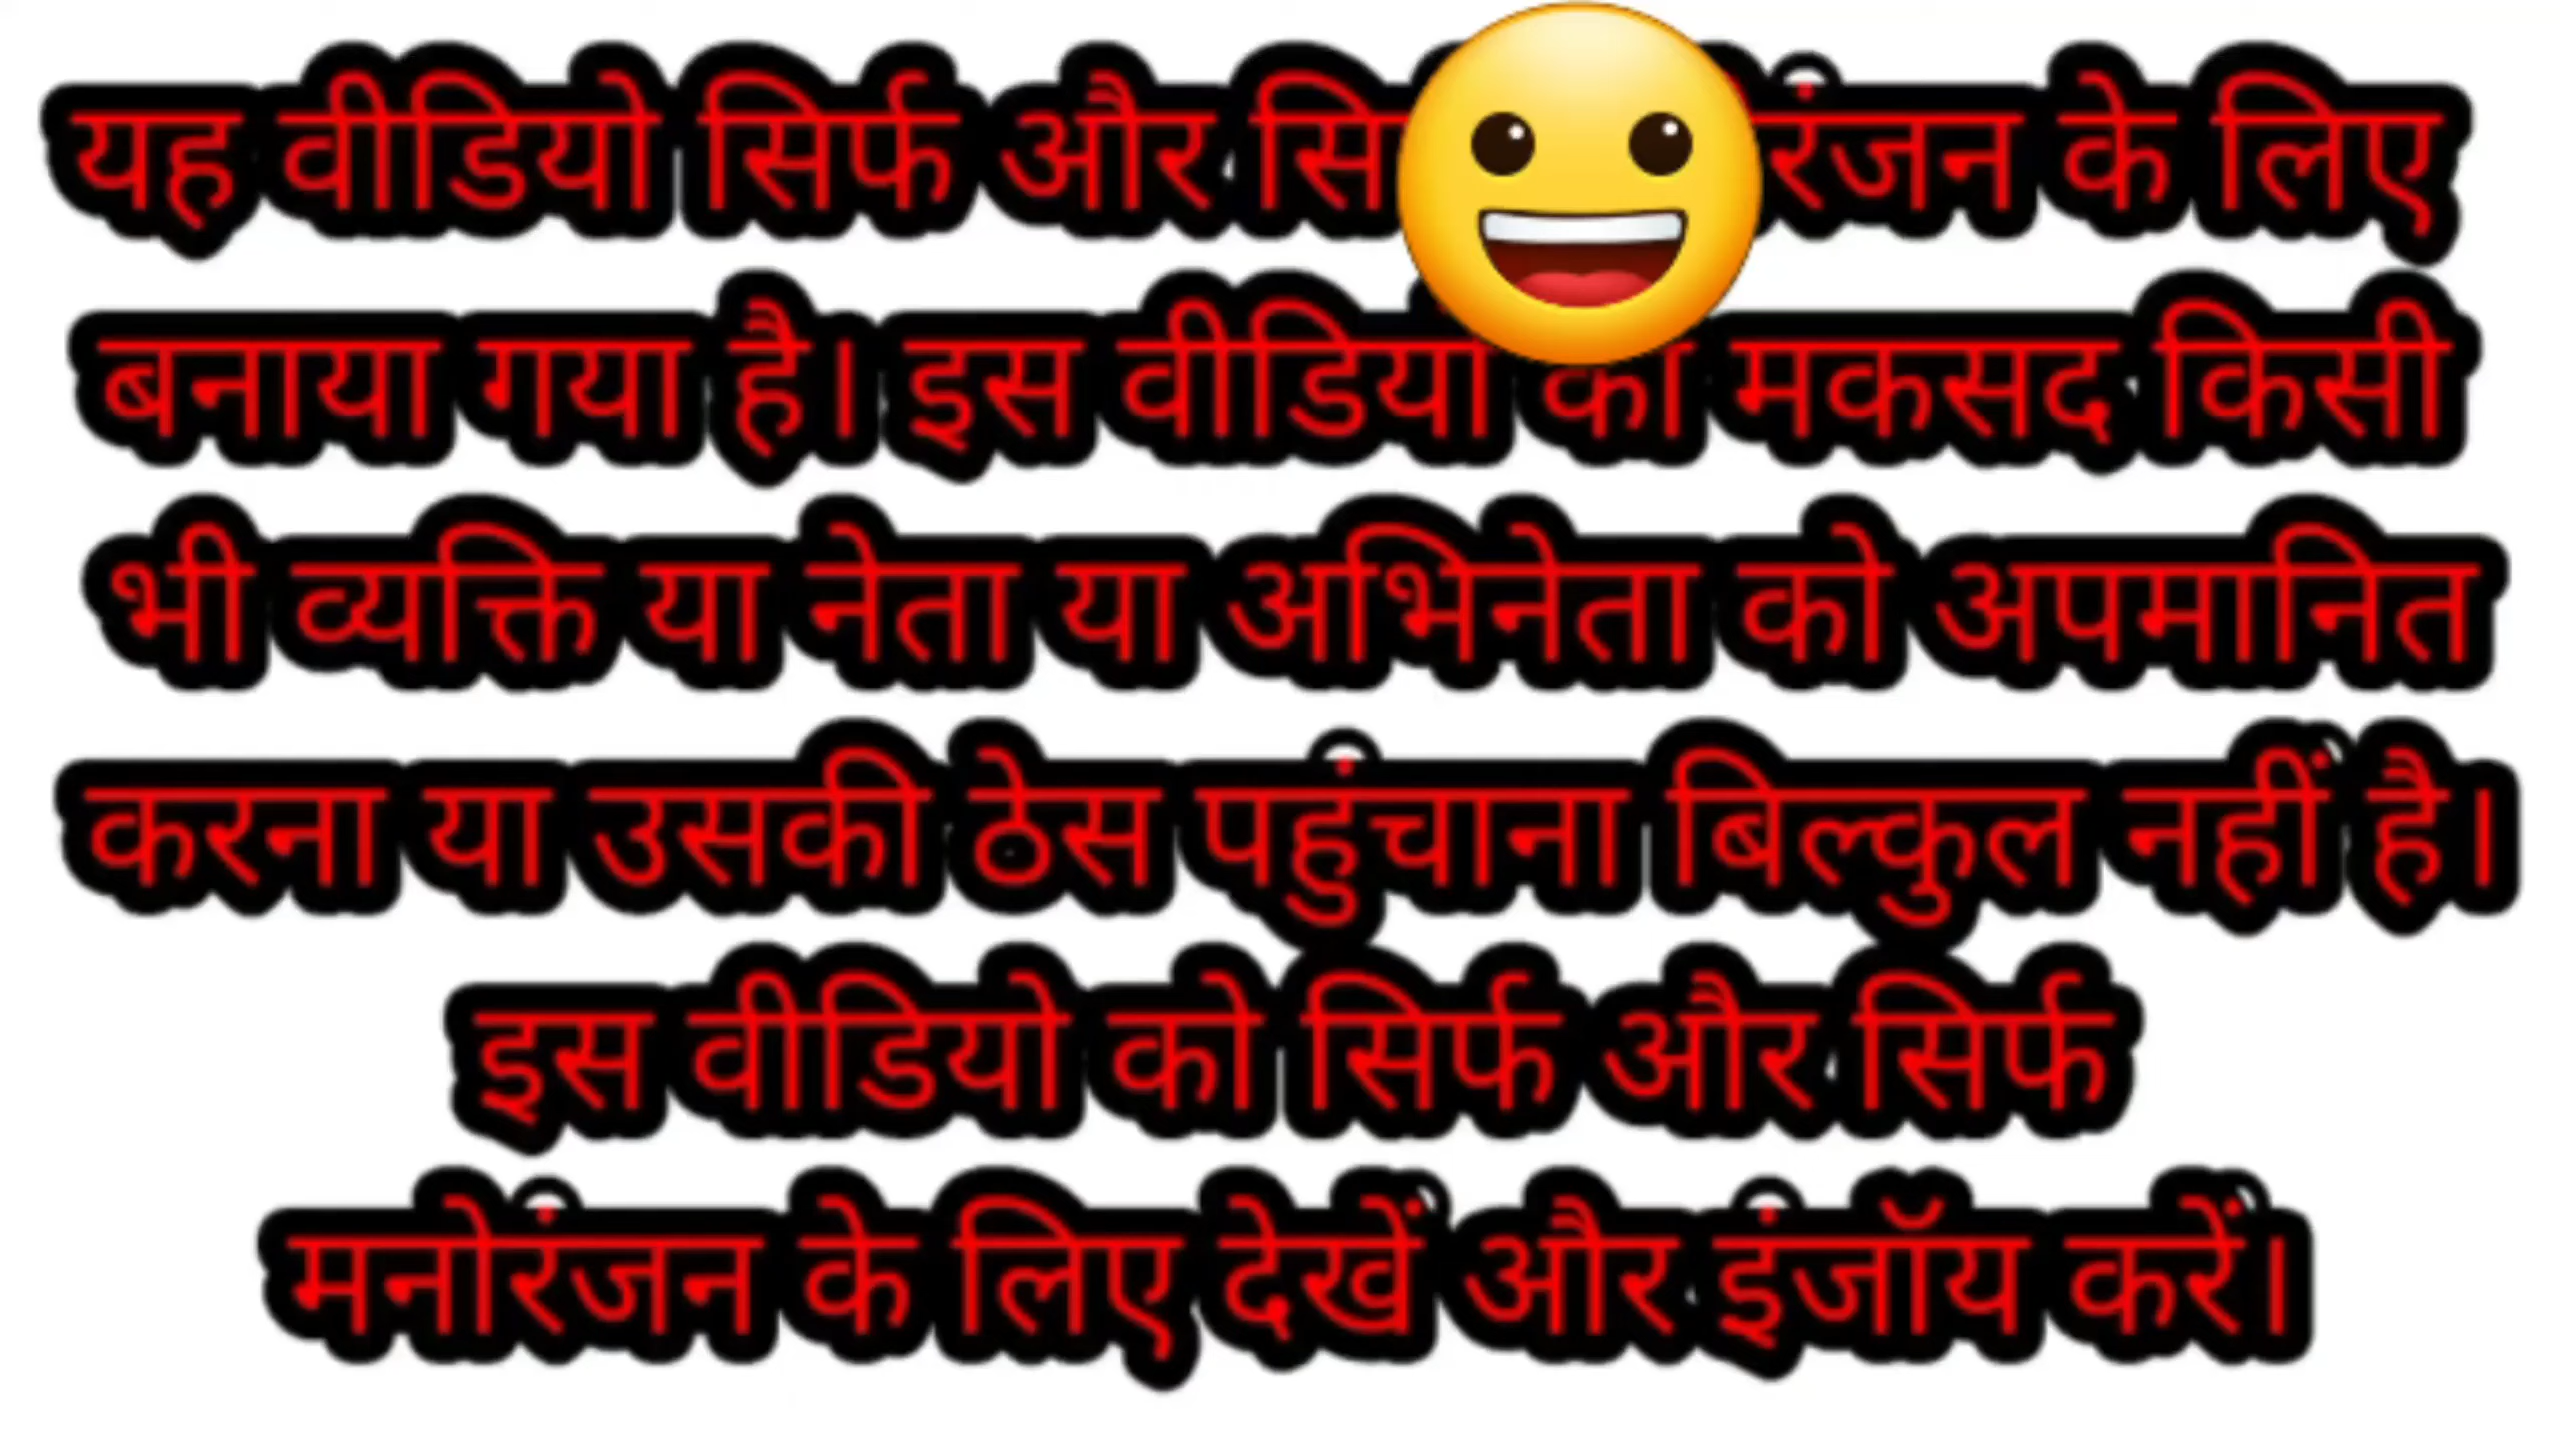 यह वीडियो सिर्फ और के लिए
बनाया गया है। इस वीडियो का मकसद किसी
भी व्यक्ति या नेता या अभिनेता को अपमानित
करना या उसकी ठेस पहुंचाना बिल्कुल नहीं है।
इस वीडियो को सिर्फ और सिर्फ
मनोरंजन के लिए देखें और इंजॉय करें।